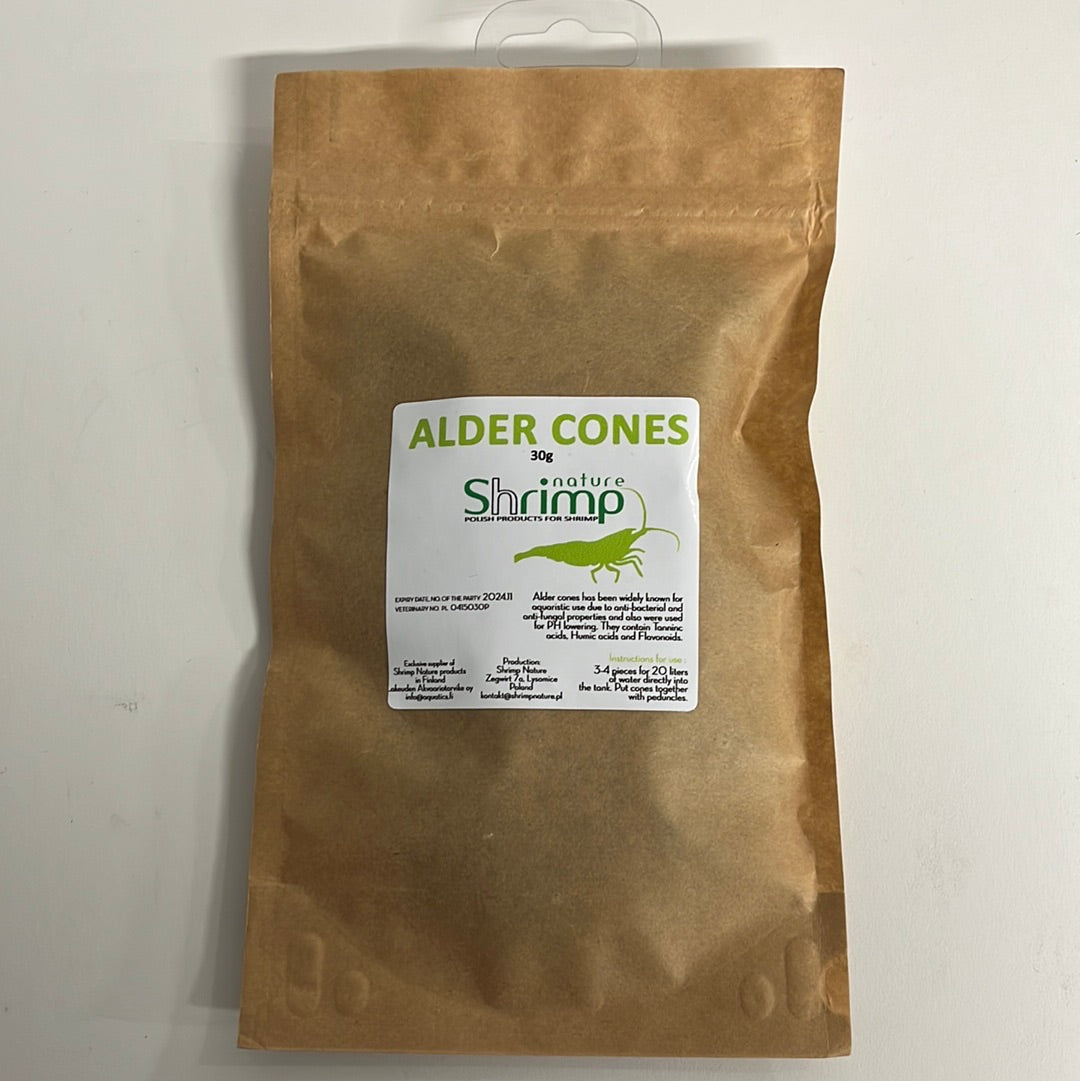 ALDER CONES
30g
nature
Shrimp
POLISH PRODUCTS FOR SHRIMP
EXPIRY DATE, NO. OF THE PARTY 2024.11
VETERINARY NO. PL 0415030P
Alder cones has been widely known for
aquaristic use due to anti-bacterial and
anti-fungal properties and also were used
for PH lowering. They contain Tanninc
acids, Humic acids and Flavonoids.
Exclusive supplier of
Shrimp Nature products
in Finland
Akvaariotarvike oy
info@aquatics.fi
Production:
Shrimp Nature
Zegwirt 7a, Lysomice
Poland
kontakt@shrimpnature.pl
Instructions for use :
3-4 pieces for 20 liters
of water directly into
the tank. Put cones together
with peduncles.